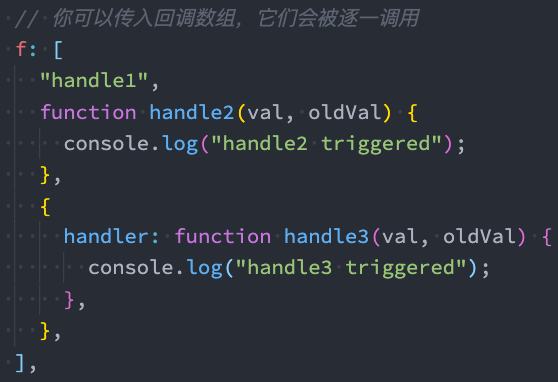 // 你可以传入回调数组, 它们会被逐一调用
f: [
"handle1",
function handle2(val, oldVal) {
console.log("handle2 triggered");
},
{
handler: function handle3(val, oldVal) {
console.log("handle3 triggered");
},
},
],